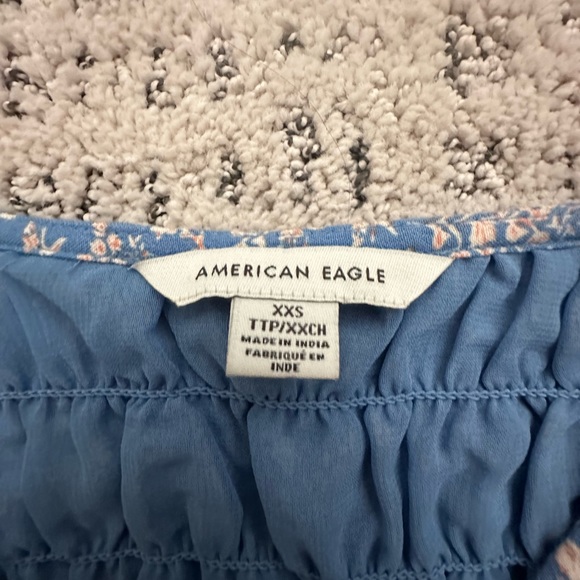 AMERICAN EAGLE
XXS
TTP/XXCH
MADE IN INDIA
FABRIQUÉ EN
INDE